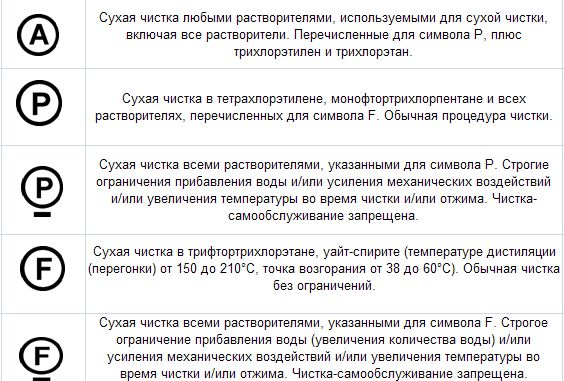 A
Сухая чистка любыми растворителями, используемыми для сухой чистки,
включая все растворители. Перечисленные для символа P, плюс
трихлорэтилен и трихлорэтан.
P
Сухая чистка в тетрахлорэтилене, монофтортрихлорпентане и всех
растворителях, перечисленных для символа F. Обычная процедура чистки.
P
Сухая чистка всеми растворителями, указанными для символа P. Строгие
ограничения прибавления воды и/или усиления механических воздействий
и/или увеличения температуры во время чистки и/или отжима. Чистка-
самообслуживание запрещена.
F
Сухая чистка в трифтортрихлорэтане, уайт-спирите (температуре дистиляции
(перегонки) от 150 до 210°C, точка возгорания от 38 до 60°C). Обычная чистка
без ограничений.
F
Сухая чистка всеми растворителями, указанными для символа F. Строгое
ограничение прибавления воды (увеличения количества воды) и/или
усиления механических воздействий и/или увеличения температуры во
время чистки и/или отжима. Чистка-самообслуживание запрещена.